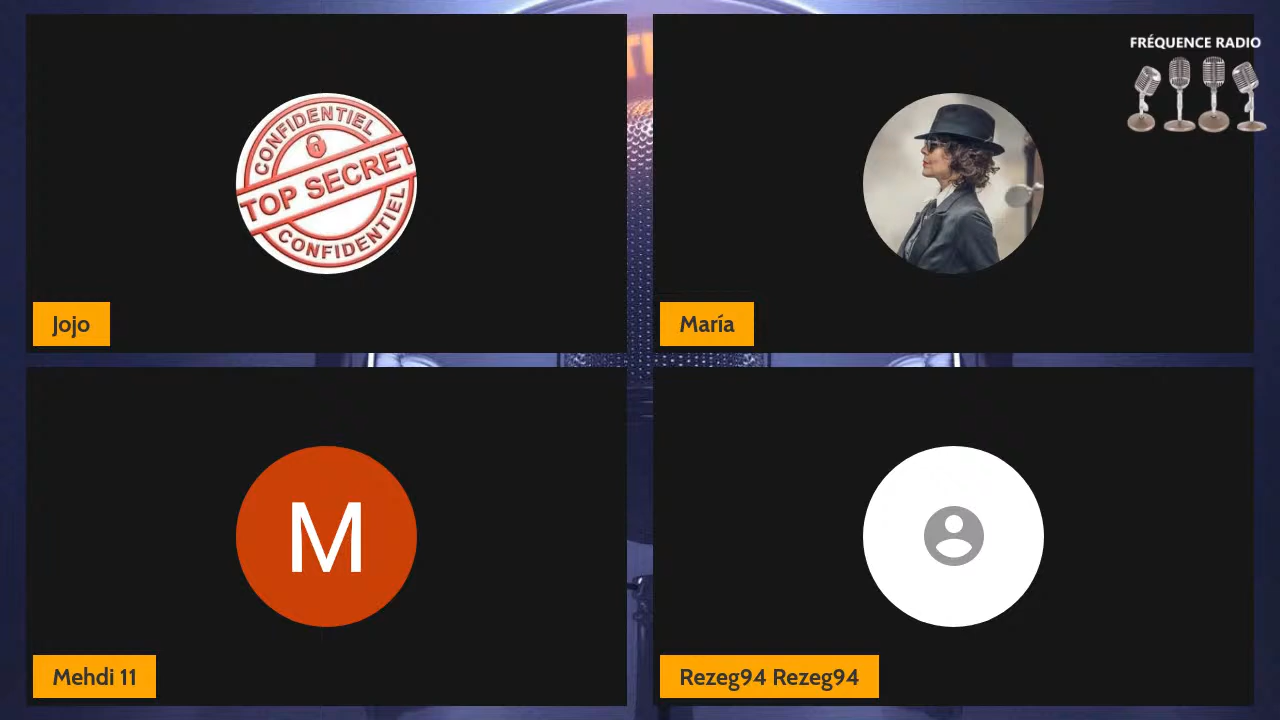 FRÉQUENCE RADIO
CONFIDENTIEL
TOP SECRET
CONFIDENTIEL
Jojo
María
M
Mehdi 11
Rezeg94 Rezeg94